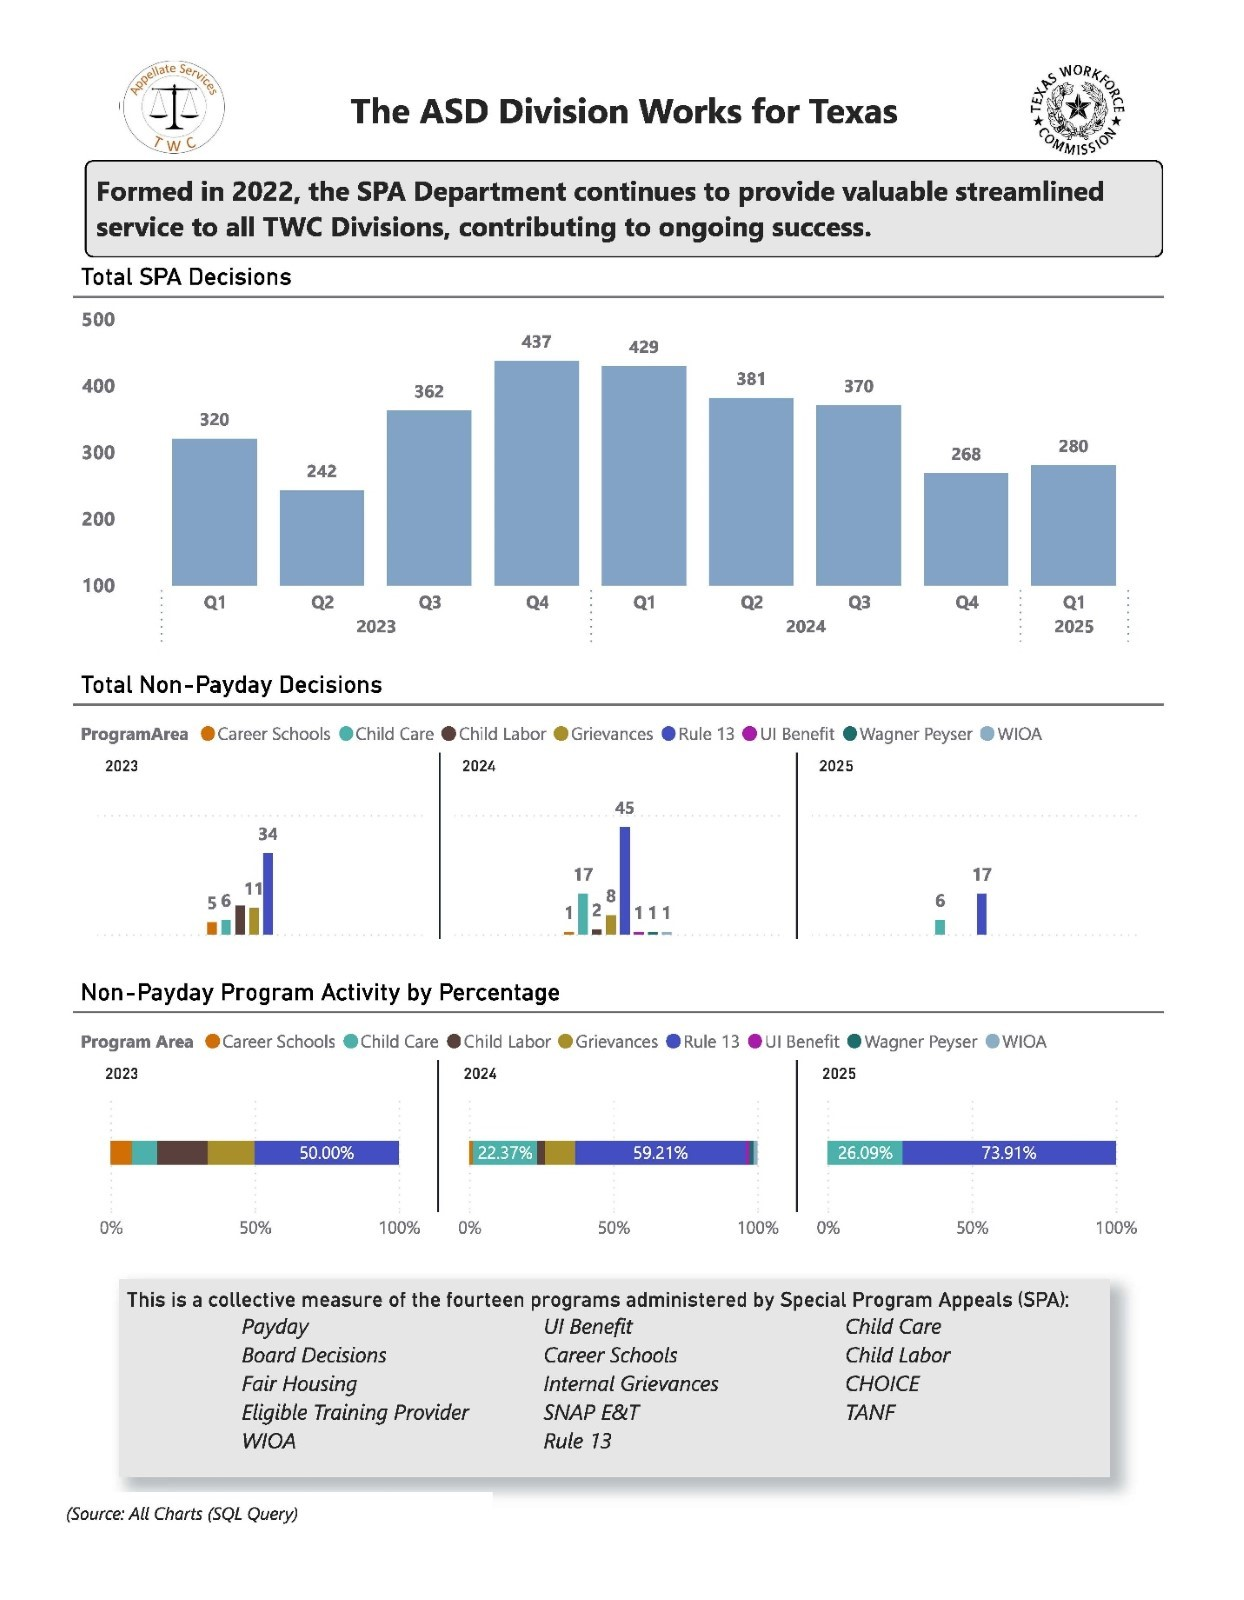 Appellate Services
TWC
The ASD Division Works for Texas
TEXAS WORKFORCE
COMMISSION
Formed in 2022, the SPA Department continues to provide valuable streamlined
service to all TWC Divisions, contributing to ongoing success.
Total SPA Decisions
500
400
300
200
100
320
242
362
437
429
381
370
268
280
Q1 Q2 Q3 Q4 Q1 Q2 Q3 Q4 Q1
2023 2024 2025
Total Non-Payday Decisions
ProgramArea Career Schools Child Care Child Labor Grievances Rule 13 UI Benefit Wagner Peyser WIOA
2023 2024 2025
5 6 11 34
1 17 2 8 45 1 1 1
6 17
Non-Payday Program Activity by Percentage
Program Area Career Schools Child Care Child Labor Grievances Rule 13 UI Benefit Wagner Peyser WIOA
2023 2024 2025
50.00% 22.37% 59.21% 26.09% 73.91%
0% 50% 100% 0% 50% 100% 0% 50% 100%
This is a collective measure of the fourteen programs administered by Special Program Appeals (SPA):
Payday UI Benefit Child Care
Board Decisions Career Schools Child Labor
Fair Housing Internal Grievances CHOICE
Eligible Training Provider SNAP E&T TANF
WIOA Rule 13
(Source: All Charts (SQL Query)